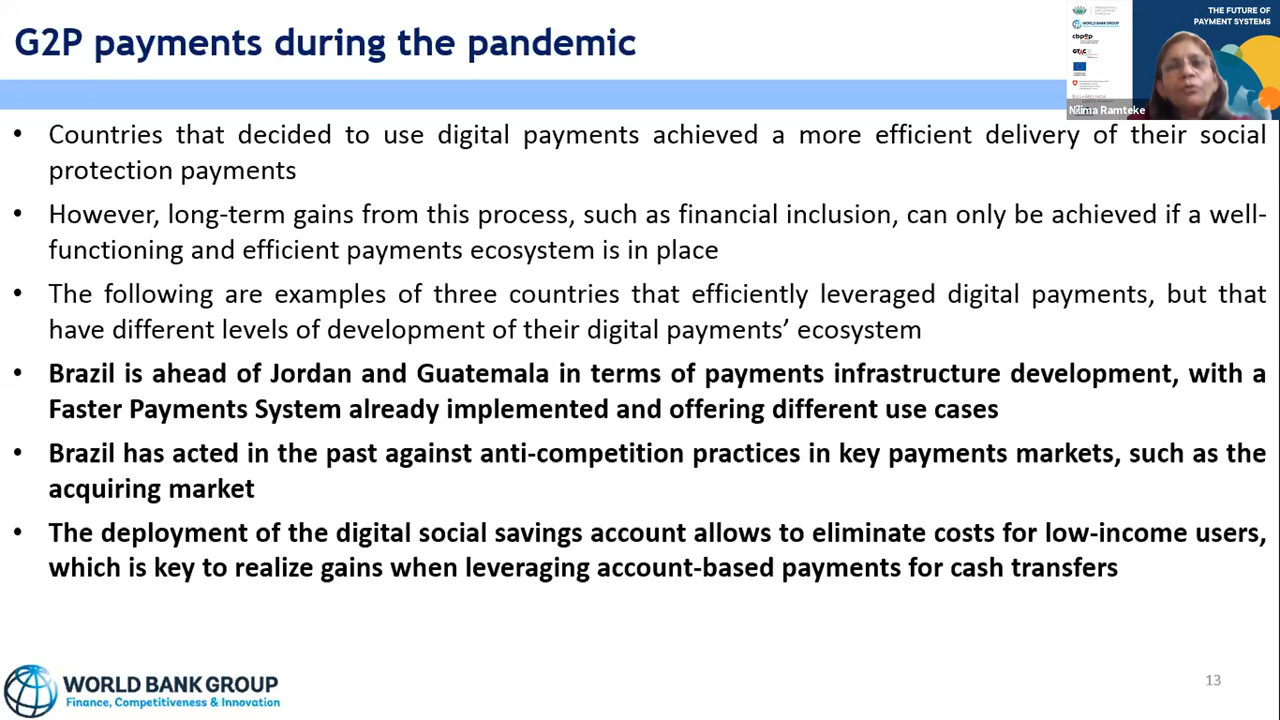 G2P payments during the pandemic
THE FUTURE OF
PAYMENT SYSTEMS
WORLD BANK GROUP
cbpop
Nilima Ramteke
• Countries that decided to use digital payments achieved a more efficient delivery of their social
protection payments
• However, long-term gains from this process, such as financial inclusion, can only be achieved if a well-
functioning and efficient payments ecosystem is in place
• The following are examples of three countries that efficiently leveraged digital payments, but that
have different levels of development of their digital payments’ ecosystem
• Brazil is ahead of Jordan and Guatemala in terms of payments infrastructure development, with a
Faster Payments System already implemented and offering different use cases
• Brazil has acted in the past against anti-competition practices in key payments markets, such as the
acquiring market
• The deployment of the digital social savings account allows to eliminate costs for low-income users,
which is key to realize gains when leveraging account-based payments for cash transfers
WORLD BANK GROUP
Finance, Competitiveness & Innovation
13